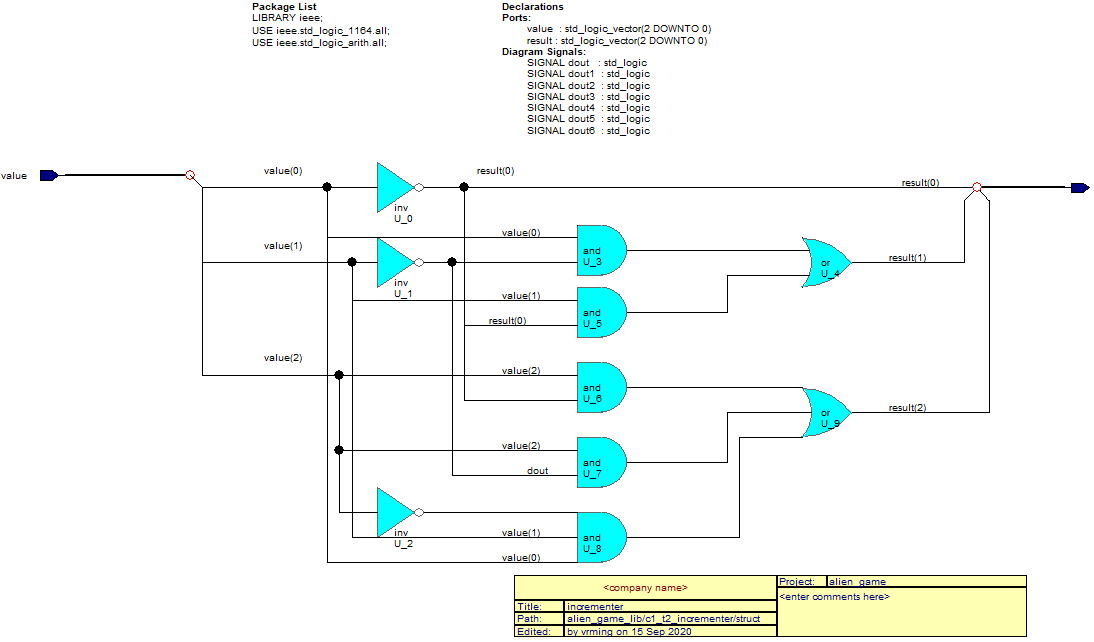 Package List
LIBRARY ieee;
USE ieee.std_logic_1164.all;
USE ieee.std_logic_arith.all;
Declarations
Ports:
value : std_logic_vector(2 DOWNTO 0)
result : std_logic_vector(2 DOWNTO 0)
Diagram Signals:
SIGNAL dout : std_logic
SIGNAL dout1 : std_logic
SIGNAL dout2 : std_logic
SIGNAL dout3 : std_logic
SIGNAL dout4 : std_logic
SIGNAL dout5 : std_logic
SIGNAL dout6 : std_logic
value
value(0)
result(0)
result(0)
inv
U_0
value(1)
value(0)
and
U_3
inv
U_1
or
U_4
result(1)
value(1)
result(0)
and
U_5
value(2)
value(2)
and
U_6
or
U_9
result(2)
value(2)
dout
and
U_7
inv
U_2
value(1)
value(0)
and
U_8
<company name>
Title: incrementer
Path: alien_game_lib/c1_t2_incrementer/struct
Edited: by vrming on 15 Sep 2020
Project: alien_game
<enter comments here>